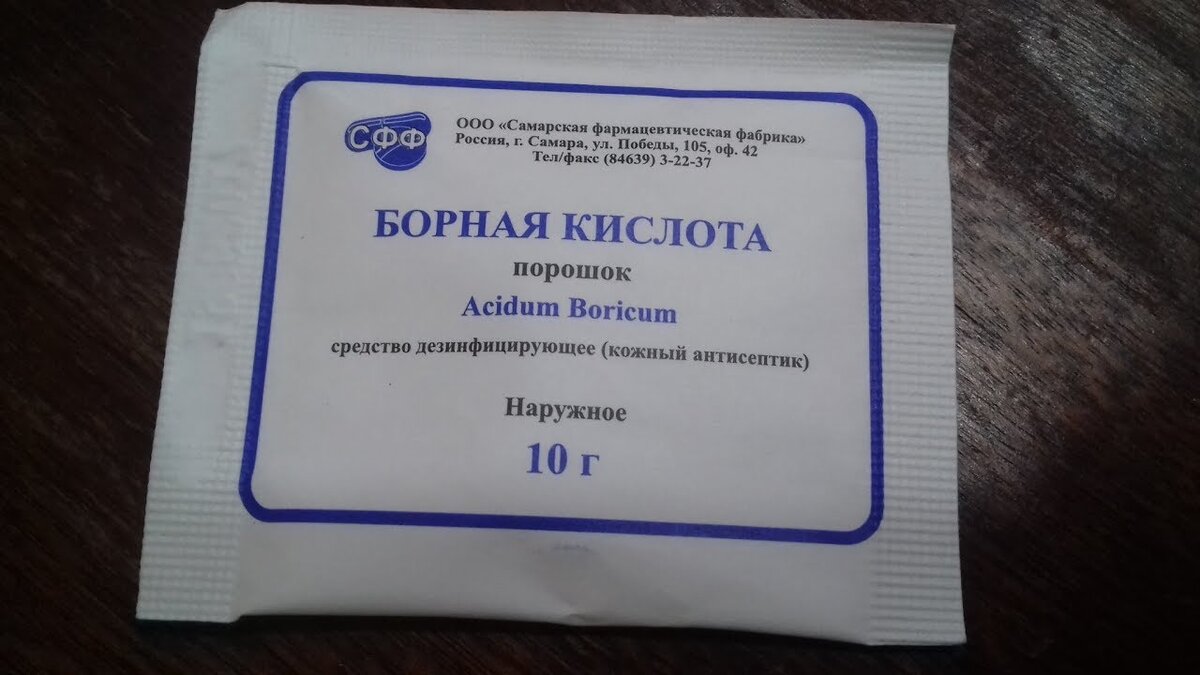 СФФ
ООО «Самарская фармацевтическая фабрика»
Россия, г. Самара, ул. Победы, 105, оф. 42
Тел/факс (84639) 3-22-37
БОРНАЯ КИСЛОТА
порошок
Acidum Boricum
средство дезинфицирующее (кожный антисептик)
Наружное
10 г